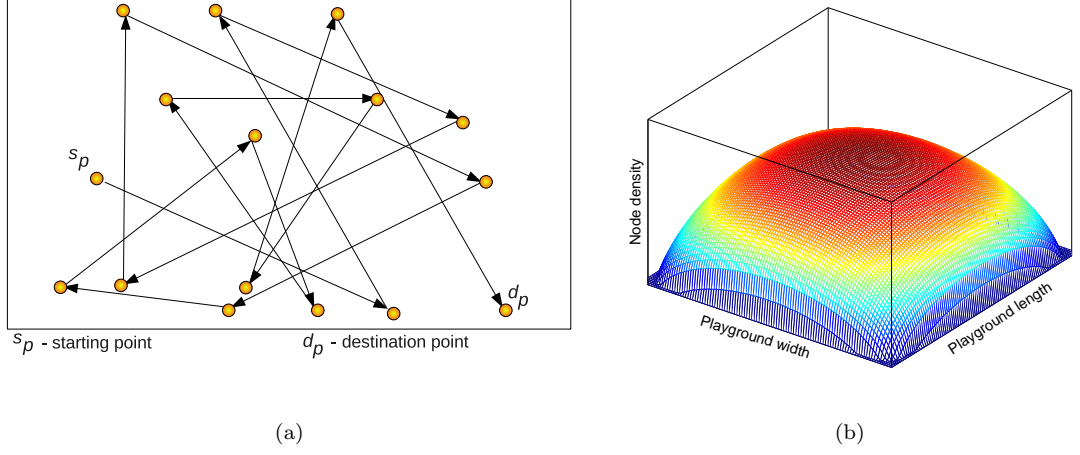 s_p
d_p
s_p - starting point
d_p - destination point
(a)
Node density
Playground width
Playground length
(b)